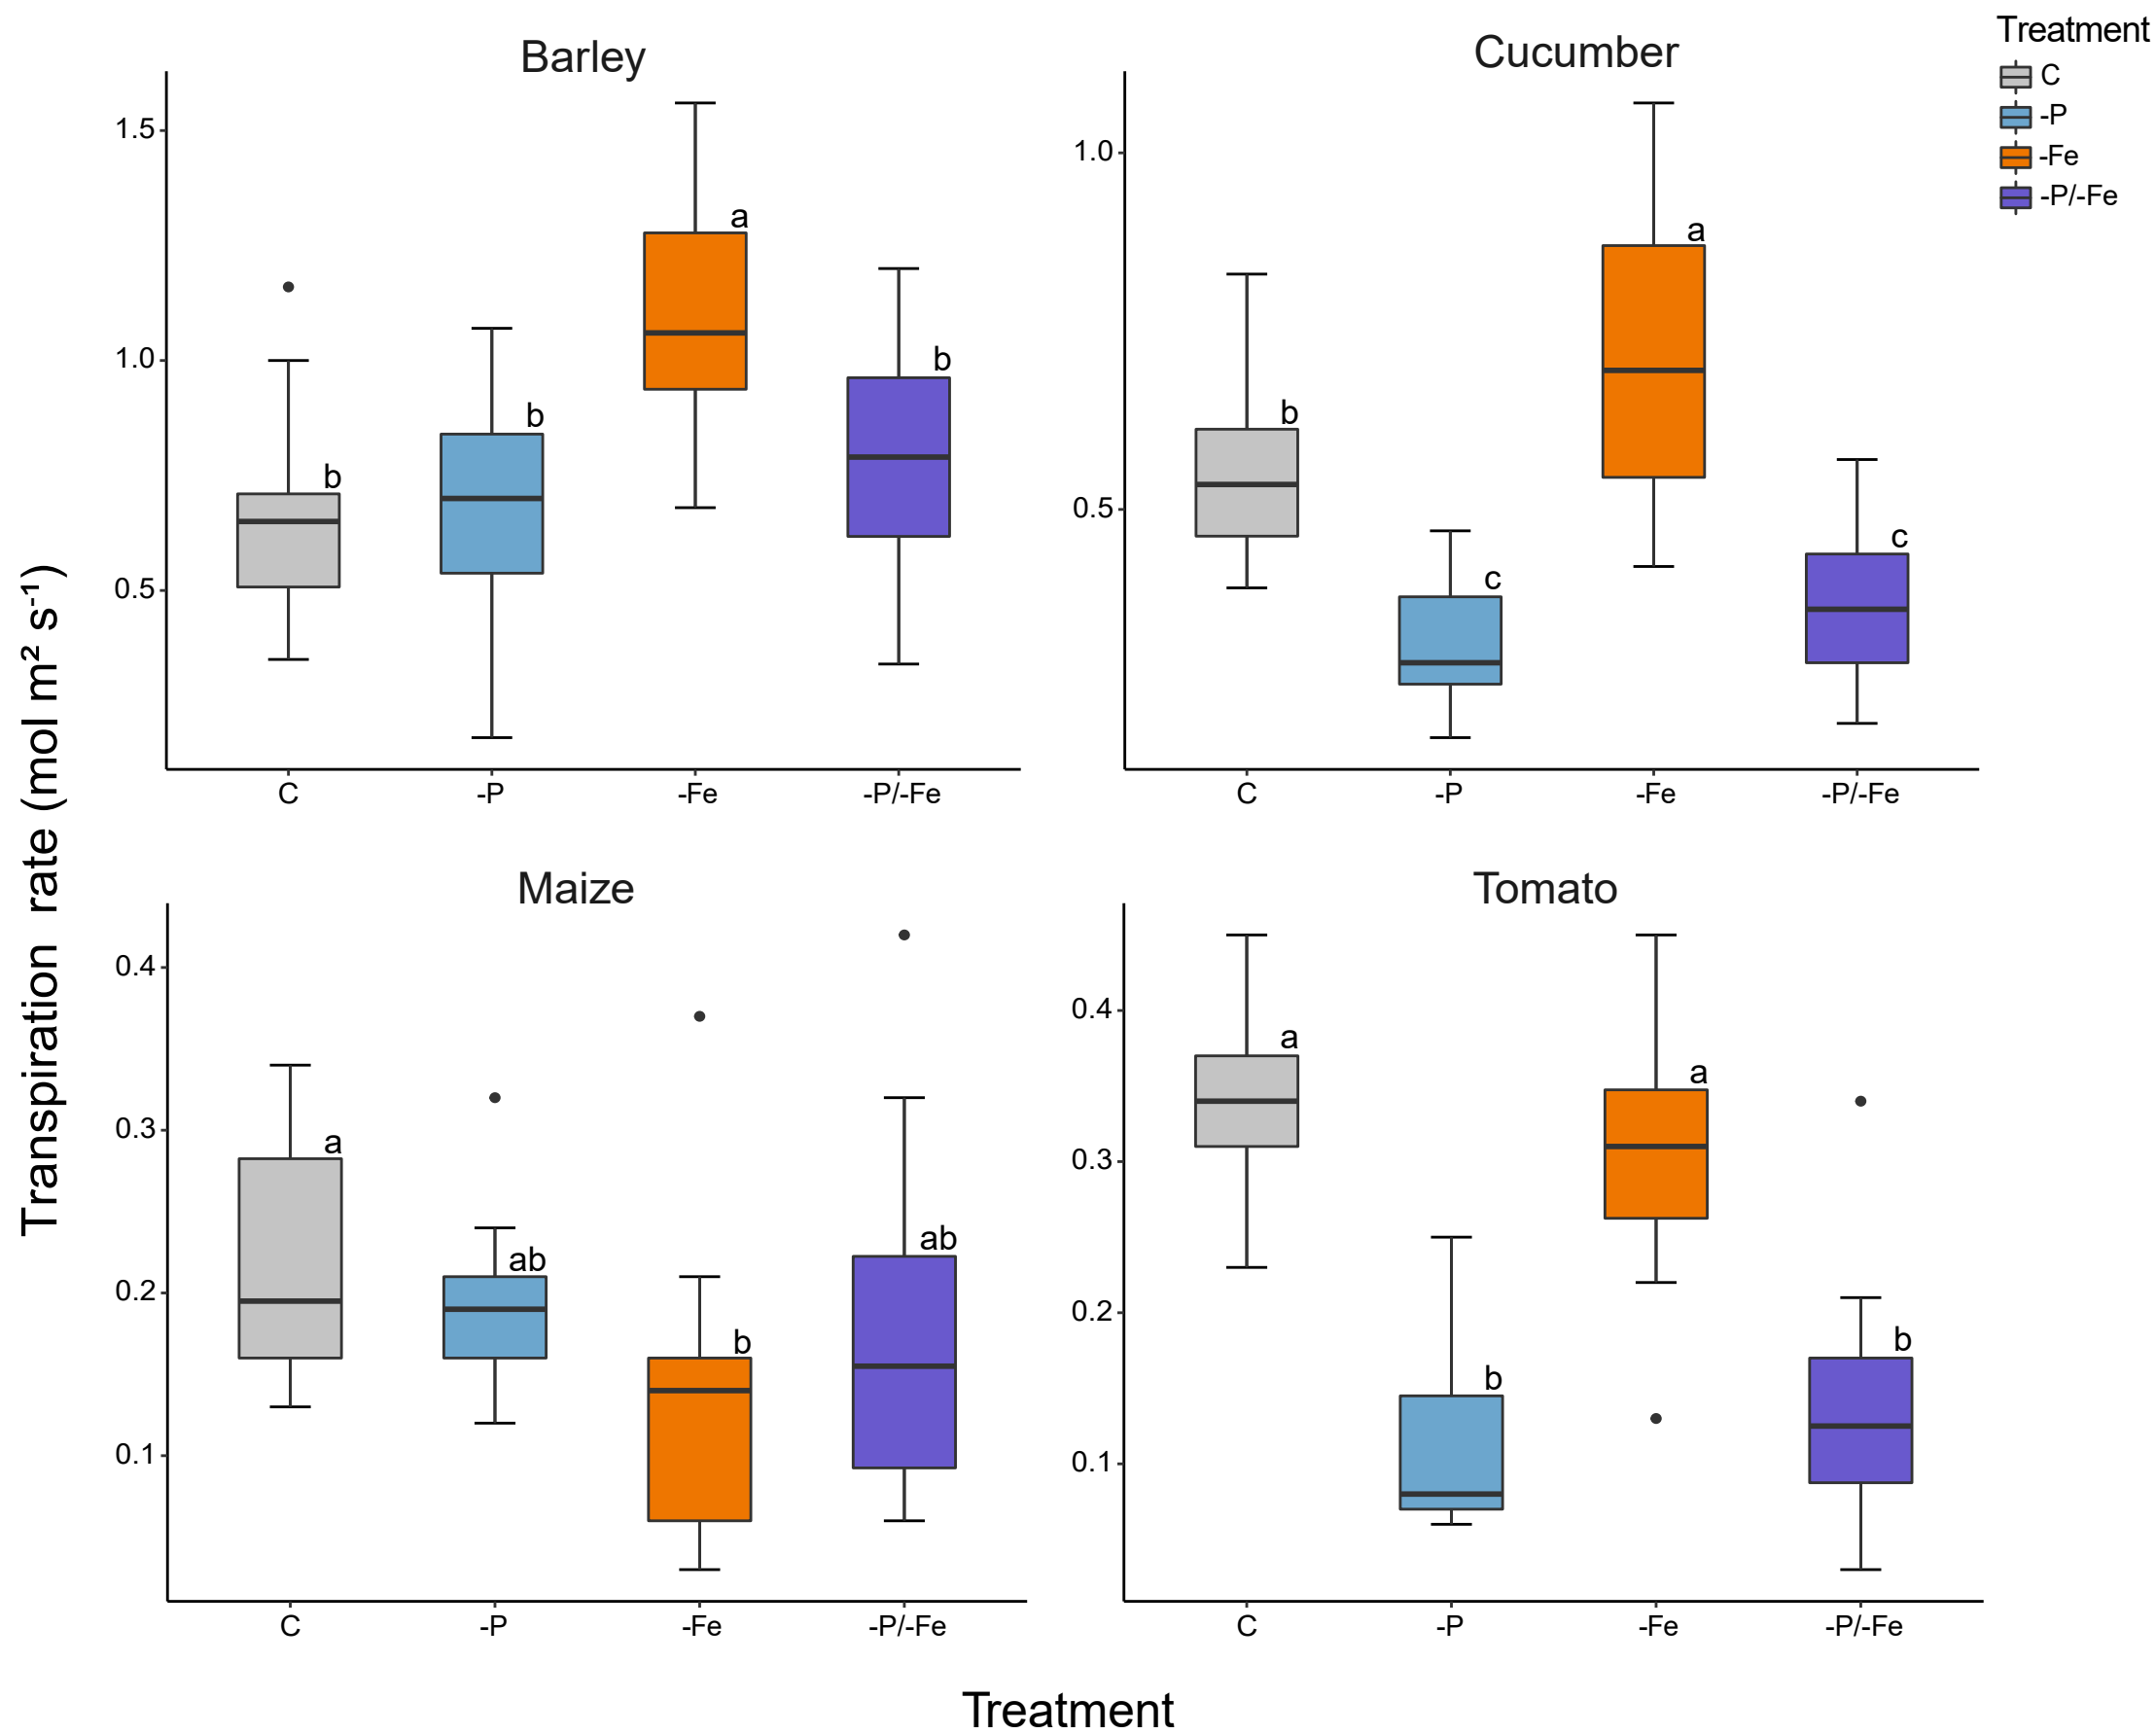 Barley
Cucumber
Treatment
C
-P
-Fe
-P/-Fe
Transpiration rate (mol m² s⁻¹)
1.5
1.0
0.5
b
b
a
b
C
-P
-Fe
-P/-Fe
1.0
0.5
b
c
a
c
C
-P
-Fe
-P/-Fe
Maize
0.4
0.3
0.2
0.1
a
ab
b
ab
C
-P
-Fe
-P/-Fe
Tomato
0.4
0.3
0.2
0.1
a
b
a
b
C
-P
-Fe
-P/-Fe
Treatment